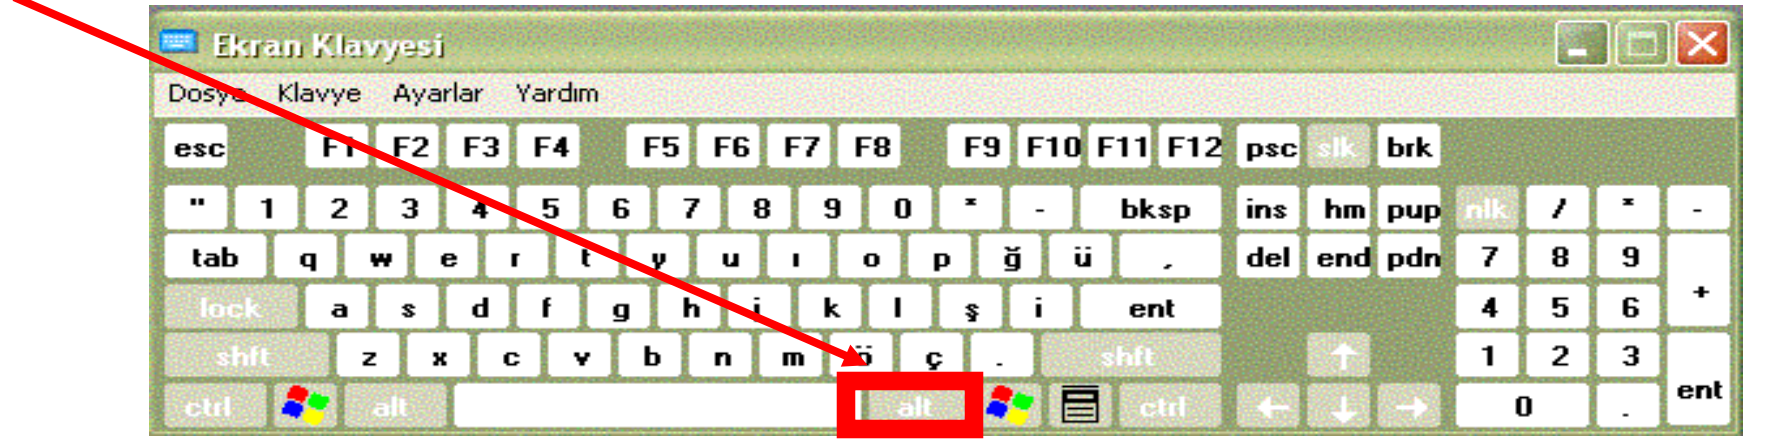 Ekran Klavyesi
Dosya Klavye Ayarlar Yardım
esc F1 F2 F3 F4 F5 F6 F7 F8 F9 F10 F11 F12 psc slk brk
" 1 2 3 4 5 6 7 8 9 0 * - bksp ins hm pup nlk / * -
tab q w e r t y u ı o p ğ ü , del end pdn 7 8 9 +
lock a s d f g h j k l ş i ent 4 5 6
shft z x c v b n m ö ç . shft ↑ 1 2 3 ent
ctrl alt alt ctrl ← ↓ → 0 .